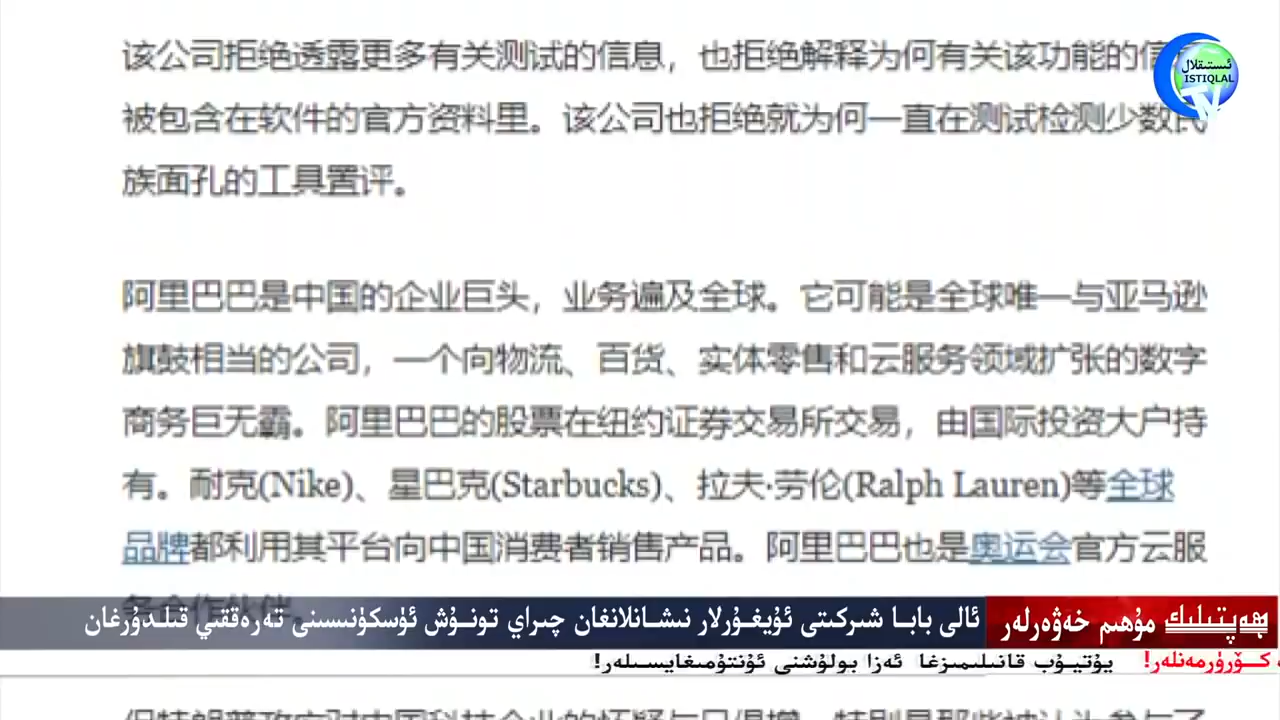 该公司拒绝透露更多有关测试的信息，也拒绝解释为何有关该功能的信
被包含在软件的官方资料里。该公司也拒绝就为何一直在测试检测少数民
族面孔的工具置评。
ئىستىقلال
ISTIQLAL
TV
阿里巴巴是中国的企业巨头，业务遍及全球。它可能是全球唯一与亚马逊
旗鼓相当的公司，一个向物流、百货、实体零售和云服务领域扩张的数字
商务巨无霸。阿里巴巴的股票在纽约证券交易所交易，由国际投资大户持
有。耐克(Nike)、星巴克(Starbucks)、拉夫·劳伦(Ralph Lauren)等全球
品牌都利用其平台向中国消费者销售产品。阿里巴巴也是奥运会官方云服
务合作伙伴。
ھەپتىلىك مۇھىم خەۋەرلەر
ئالى بابا شىركىتى ئۇيغۇرلار نىشانلانغان چىراي تونۇش ئۈسكۈنىسىنى تەرەققىي قىلدۇرغان
كۆرۈرمەنلەر! يۇتيۇب قانىلىمىزغا ئەزا بولۇشنى ئۇنتۇمىغايسىلەر!